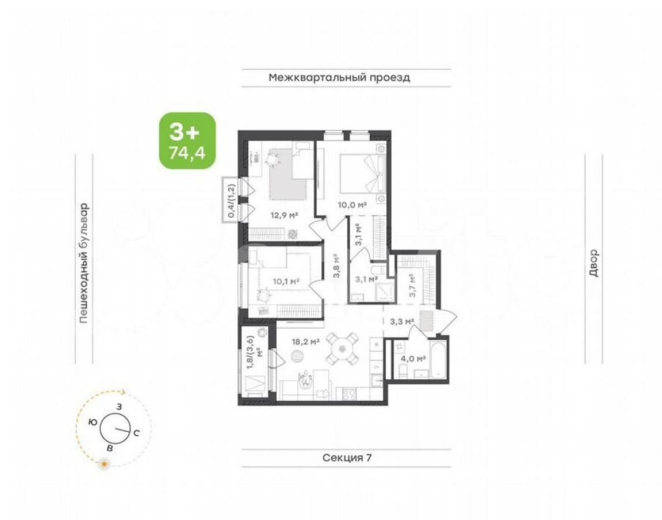 Межквартальный проезд
3+
74,4
Пешеходный бульвар
Двор
0,4/(1,2)
м²
12,9 м²
10,0 м²
3,1 м²
3,8 м²
3,1 м²
3,7 м²
10,1 м²
3,3 м²
18,2 м²
4,0 м²
1,8/(3,6)
м²
З
Ю
С
В
Секция 7